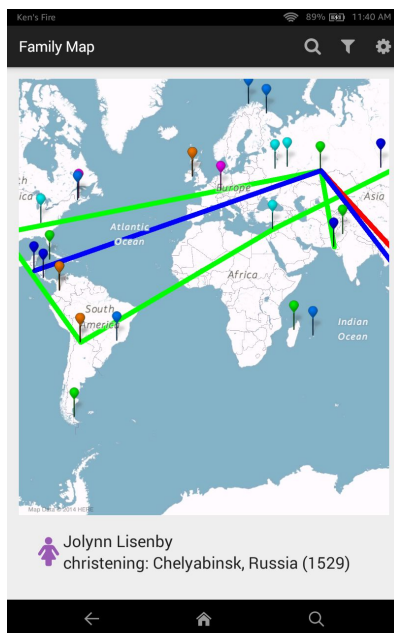 Ken's Fire 89% 11:40 AM
Family Map
Europe
Asia
Atlantic
Ocean
Africa
South
America
Indian
Ocean
Map Data © 2014 HERE
Jolynn Lisenby
christening: Chelyabinsk, Russia (1529)